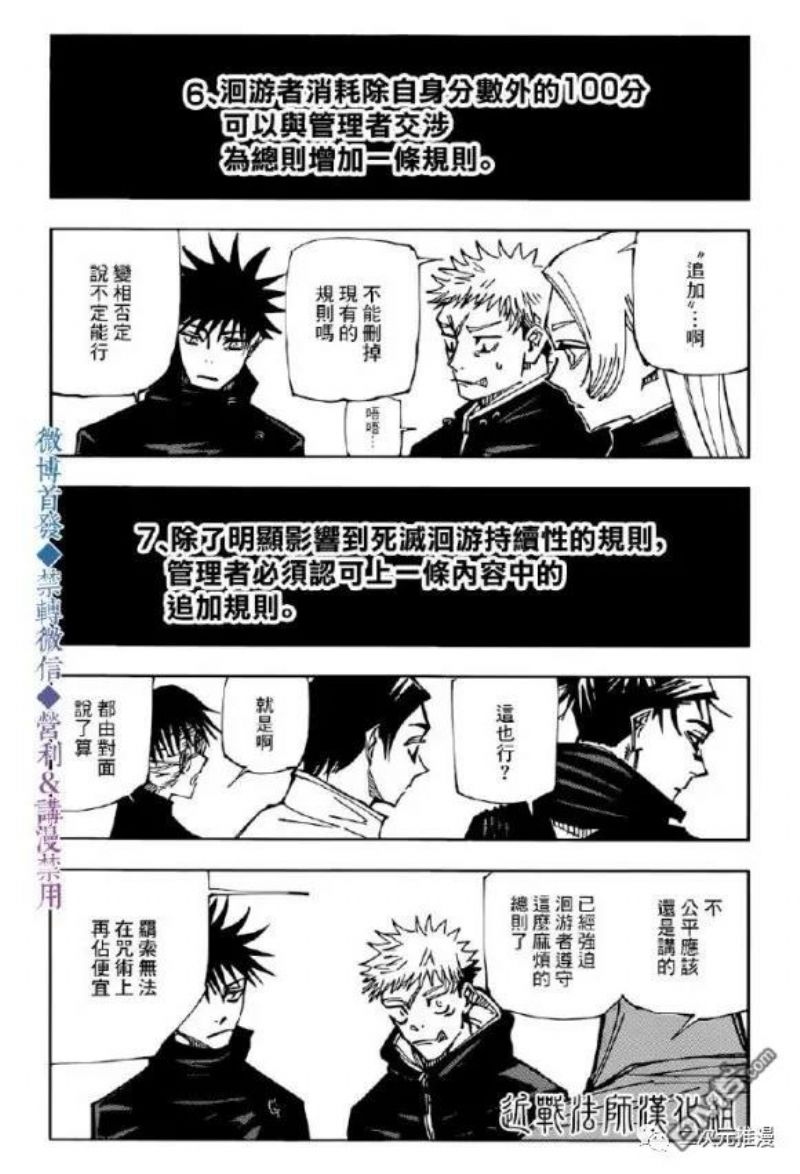 6、洄游者消耗除自身分數外的100分
可以與管理者交涉
為總則增加一條規則。
“追加”…啊
不能刪掉
現有的
規則嗎
唔唔…
變相否定
說不定能行
7、除了明顯影響到死滅洄游持續性的規則,
管理者必須認可上一條內容中的
追加規則。
這也行?
就是啊
都由對面
說了算
不
公平應該
還是講的
已經強迫
洄游者遵守
這麼麻煩的
總則了
羂索無法
在咒術上
再佔便宜
微博首發◆禁轉微信◆營利&講漫禁用
近戰法師漢化組
二次元推漫